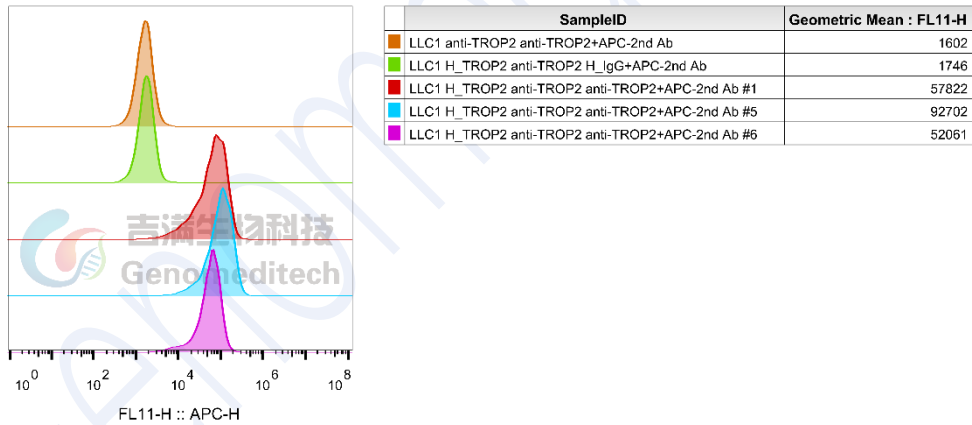 SampleID Geometric Mean : FL11-H
LLC1 anti-TROP2 anti-TROP2+APC-2nd Ab 1602
LLC1 H_TROP2 anti-TROP2 H_IgG+APC-2nd Ab 1746
LLC1 H_TROP2 anti-TROP2 anti-TROP2+APC-2nd Ab #1 57822
LLC1 H_TROP2 anti-TROP2 anti-TROP2+APC-2nd Ab #5 92702
LLC1 H_TROP2 anti-TROP2 anti-TROP2+APC-2nd Ab #6 52061
吉满生物科技
Genomeditech
10^0 10^2 10^4 10^6 10^8
FL11-H :: APC-H